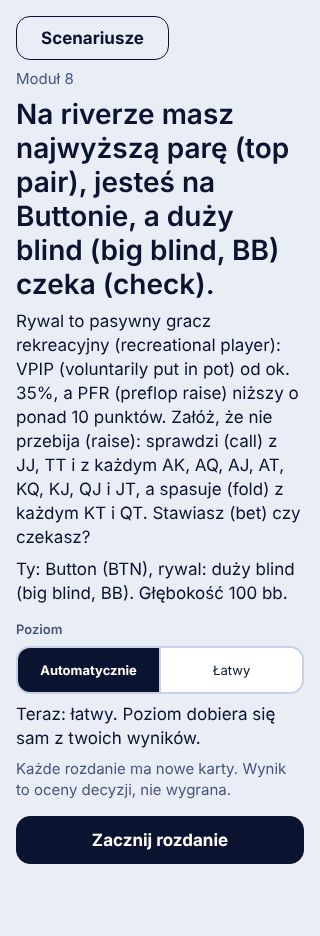 Scenariusze
Moduł 8
Na riverze masz
najwyższą parę (top
pair), jesteś na
Buttonie, a duży
blind (big blind, BB)
czeka (check).
Rywal to pasywny gracz
rekreacyjny (recreational player):
VPIP (voluntarily put in pot) od ok.
35%, a PFR (preflop raise) niższy o
ponad 10 punktów. Załóż, że nie
przebija (raise): sprawdzi (call) z
JJ, TT i z każdym AK, AQ, AJ, AT,
KQ, KJ, QJ i JT, a spasuje (fold) z
każdym KT i QT. Stawiasz (bet) czy
czekasz?
Ty: Button (BTN), rywal: duży blind
(big blind, BB). Głębokość 100 bb.
Poziom
Automatycznie
Łatwy
Teraz: łatwy. Poziom dobiera się
sam z twoich wyników.
Każde rozdanie ma nowe karty. Wynik
to oceny decyzji, nie wygrana.
Zacznij rozdanie